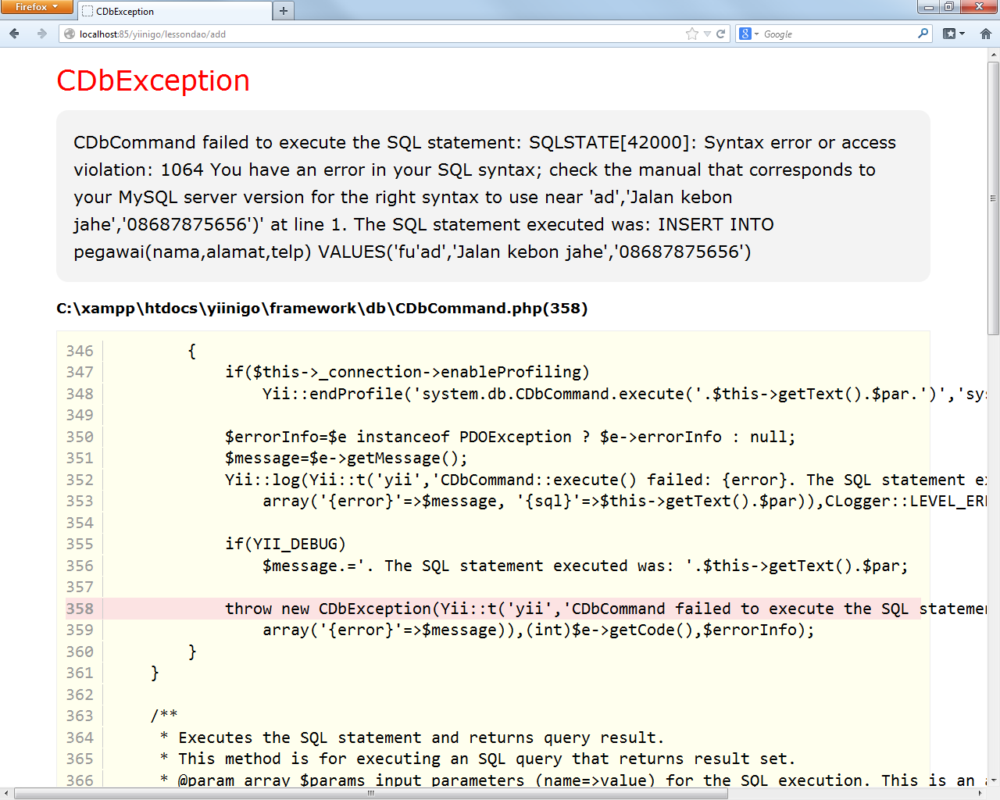 Firefox
CDbException
localhost:85/yiinigo/lessondao/add
Google
CDbException
CDbCommand failed to execute the SQL statement: SQLSTATE[42000]: Syntax error or access
violation: 1064 You have an error in your SQL syntax; check the manual that corresponds to
your MySQL server version for the right syntax to use near 'ad','Jalan kebon
jahe','08687875656')' at line 1. The SQL statement executed was: INSERT INTO
pegawai(nama,alamat,telp) VALUES('fu'ad','Jalan kebon jahe','08687875656')
C:\xampp\htdocs\yiinigo\framework\db\CDbCommand.php(358)
346 {
347 if($this->_connection->enableProfiling)
348 Yii::endProfile('system.db.CDbCommand.execute('.$this->getText().$par.')','sys
349
350 $errorInfo=$e instanceof PDOException ? $e->errorInfo : null;
351 $message=$e->getMessage();
352 Yii::log(Yii::t('yii','CDbCommand::execute() failed: {error}. The SQL statement ex
353 array('{error}'=>$message, '{sql}'=>$this->getText().$par)),CLogger::LEVEL_ERR
354
355 if(YII_DEBUG)
356 $message.='. The SQL statement executed was: '.$this->getText().$par;
357
358 throw new CDbException(Yii::t('yii','CDbCommand failed to execute the SQL statemen
359 array('{error}'=>$message)),(int)$e->getCode(),$errorInfo);
360 }
361 }
362
363 /**
364 * Executes the SQL statement and returns query result.
365 * This method is for executing an SQL query that returns result set.
366 * @param array $params input parameters (name=>value) for the SQL execution. This is an a